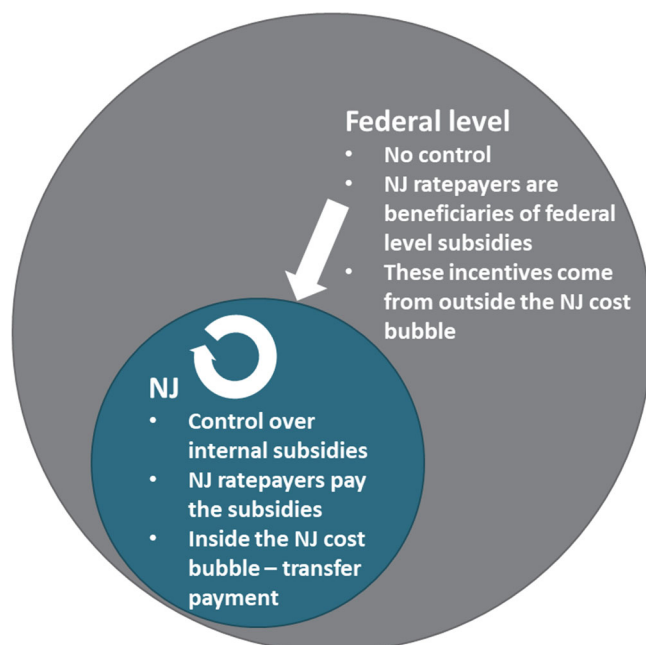 Federal level
• No control
• NJ ratepayers are
beneficiaries of federal
level subsidies
• These incentives come
from outside the NJ cost
bubble
NJ
• Control over
internal subsidies
• NJ ratepayers pay
the subsidies
• Inside the NJ cost
bubble – transfer
payment